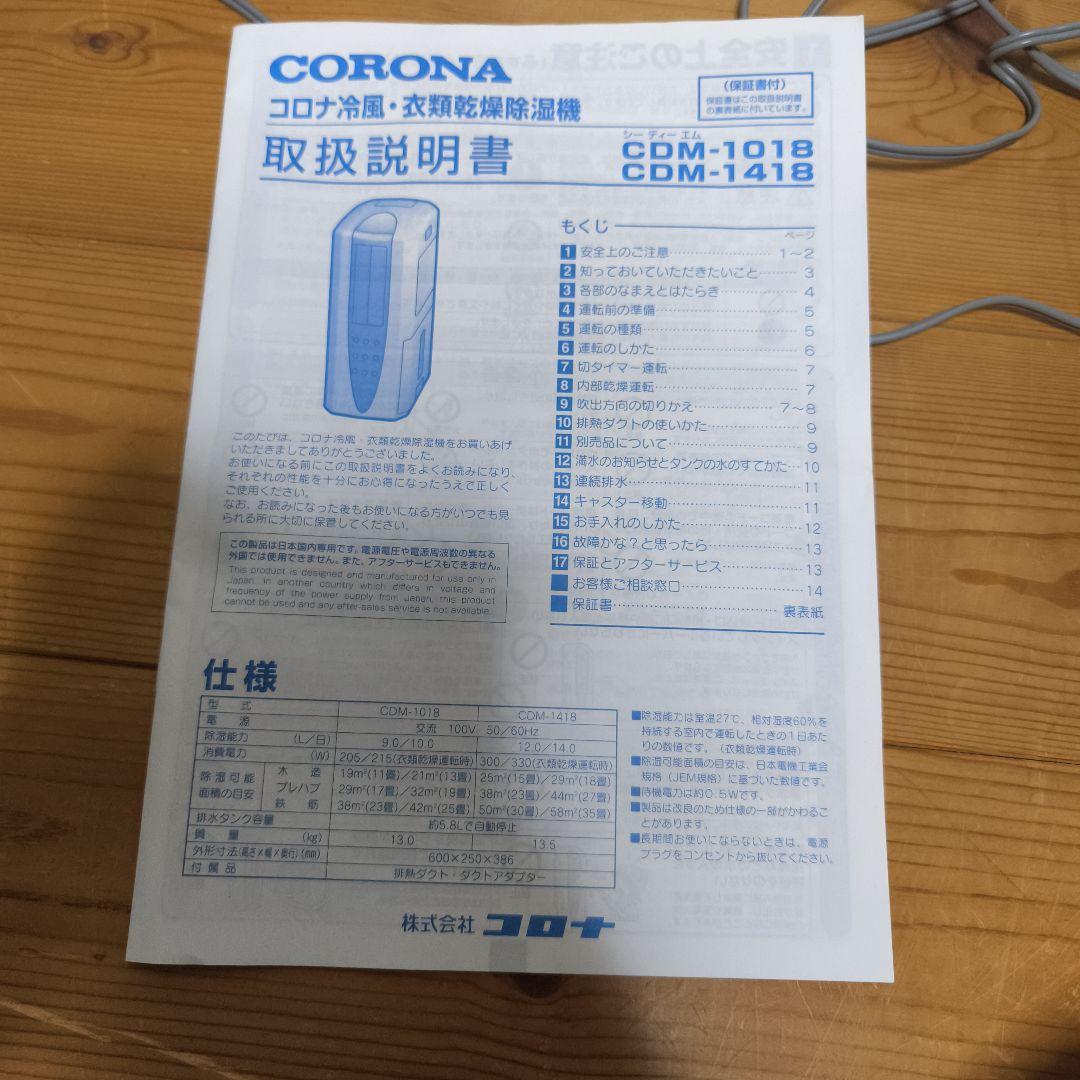 CORONA
コロナ冷風・衣類乾燥除湿機
取扱説明書
(保証書付)
保証書はこの取扱説明書
の裏表紙に付いています。
シー ディー エム
CDM-1018
CDM-1418
もくじ
ページ
1 安全上のご注意 1〜2
2 知っておいていただきたいこと 3
3 各部のなまえとはたらき 4
4 運転前の準備 5
5 運転の種類 5
6 運転のしかた 6
7 切タイマー運転 7
8 内部乾燥運転 7
9 吹出方向の切りかえ 7〜8
10 排熱ダクトの使いかた 9
11 別売品について 9
12 満水のお知らせとタンクの水のすてかた 10
13 連続排水 11
14 キャスター移動 11
15 お手入れのしかた 12
16 故障かな?と思ったら 13
17 保証とアフターサービス 13
お客様ご相談窓口 14
保証書 裏表紙
このたびは、コロナ冷風・衣類乾燥除湿機をお買いあげ
いただきましてありがとうございました。
お使いになる前にこの取扱説明書をよくお読みになり、
それぞれの性能を十分にお心得になったうえで正しく
ご使用ください。
なお、お読みになった後もお使いになる方がいつでも見
られる所に大切に保管してください。
この製品は日本国内専用です。電源電圧や電源周波数の異なる
外国では使用できません。また、アフターサービスもできません。
This product is designed and manufactured for use only in
Japan. In another country which differs in voltage and
frequency of the power supply from Japan, this product
cannot be used and any after-sales service is not available.
仕様
型式 CDM-1018 CDM-1418
電源 交流 100V 50/60Hz
除湿能力 (L/日) 9.0/10.0 12.0/14.0
消費電力 (W) 205/215(衣類乾燥運転時) 300/330(衣類乾燥運転時)
除湿可能面積の目安 木造 19m²(11畳)/21m²(13畳) 25m²(15畳)/29m²(18畳)
プレハブ 29m²(17畳)/32m²(19畳) 38m²(23畳)/44m²(27畳)
鉄筋 38m²(23畳)/42m²(25畳) 50m²(30畳)/58m²(35畳)
排水タンク容量 約5.8Lで自動停止
質量 (kg) 13.0 13.5
外形寸法(高さ×幅×奥行)(mm) 600×250×386
付属品 排熱ダクト・ダクトアダプター
■除湿能力は室温27℃、相対湿度60%を
持続する室内で運転したときの1日あた
りの数値です。(衣類乾燥運転時)
■除湿可能面積の目安は、日本電機工業会
規格(JEM規格)に基づいた数値です。
■待機電力は約0.5Wです。
■製品は改良のため仕様の一部がかわるこ
とがあります。
■長期間お使いにならないときは、電源
プラグをコンセントから抜いてください。
株式会社 コロナ